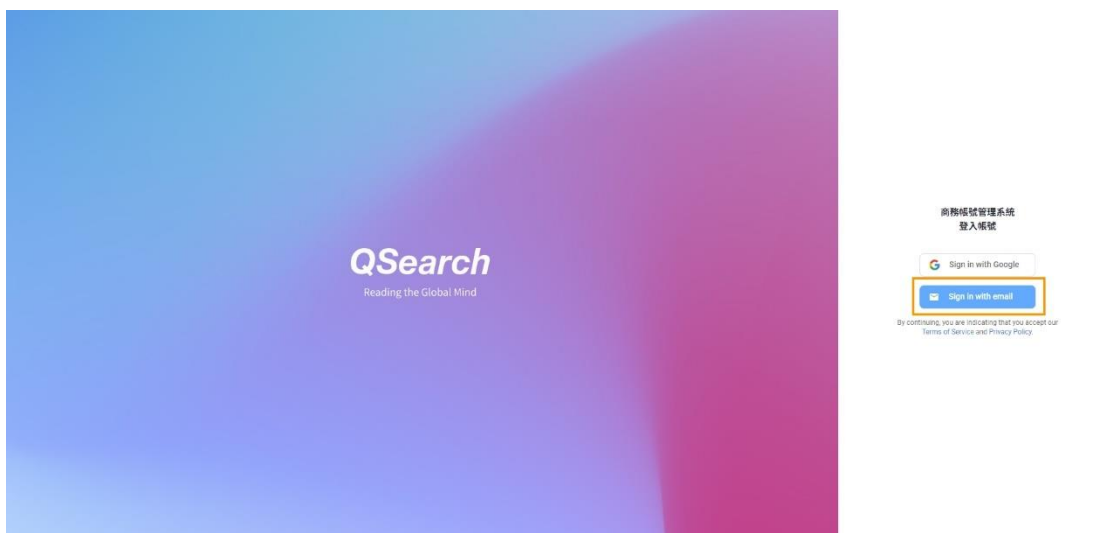 QSearch
Reading the Global Mind
商務帳號管理系統
登入帳號
Sign in with Google
Sign in with email
By continuing, you are indicating that you accept our
Terms of Service and Privacy Policy.